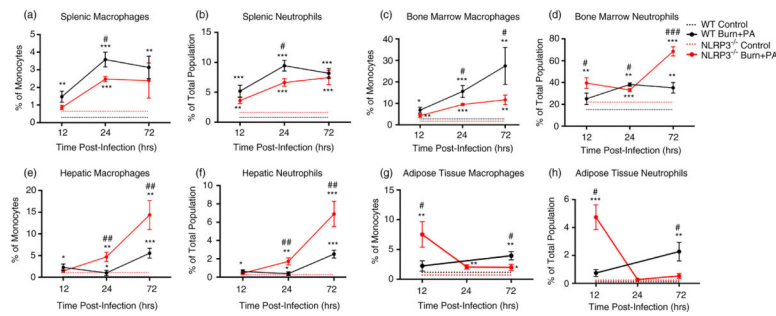 (a) Splenic Macrophages
% of Monocytes
5
4
3
2
1
0
** # *** ** ***
12 24 72
Time Post-Infection (hrs)
(b) Splenic Neutrophils
% of Total Population
15
10
5
0
*** # *** *** ** *** ***
12 24 72
Time Post-Infection (hrs)
(c) Bone Marrow Macrophages
% of Monocytes
50
40
30
20
10
0
* # *** # ** ** *** **
12 24 72
Time Post-Infection (hrs)
(d) Bone Marrow Neutrophils
% of Total Population
100
80
60
40
20
0
# ** # ** ### *** *** **
12 24 72
Time Post-Infection (hrs)
WT Control
WT Burn+PA
NLRP3-/- Control
NLRP3-/- Burn+PA
(e) Hepatic Macrophages
% of Monocytes
20
15
10
5
0
* ## ** * ## ** ***
12 24 72
Time Post-Infection (hrs)
(f) Hepatic Neutrophils
% of Total Population
10
8
6
4
2
0
* ## ** * ## *** ***
12 24 72
Time Post-Infection (hrs)
(g) Adipose Tissue Macrophages
% of Monocytes
15
10
5
0
# ** ** # ** *
12 24 72
Time Post-Infection (hrs)
(h) Adipose Tissue Neutrophils
% of Total Population
6
4
2
0
# *** # **
12 24 72
Time Post-Infection (hrs)